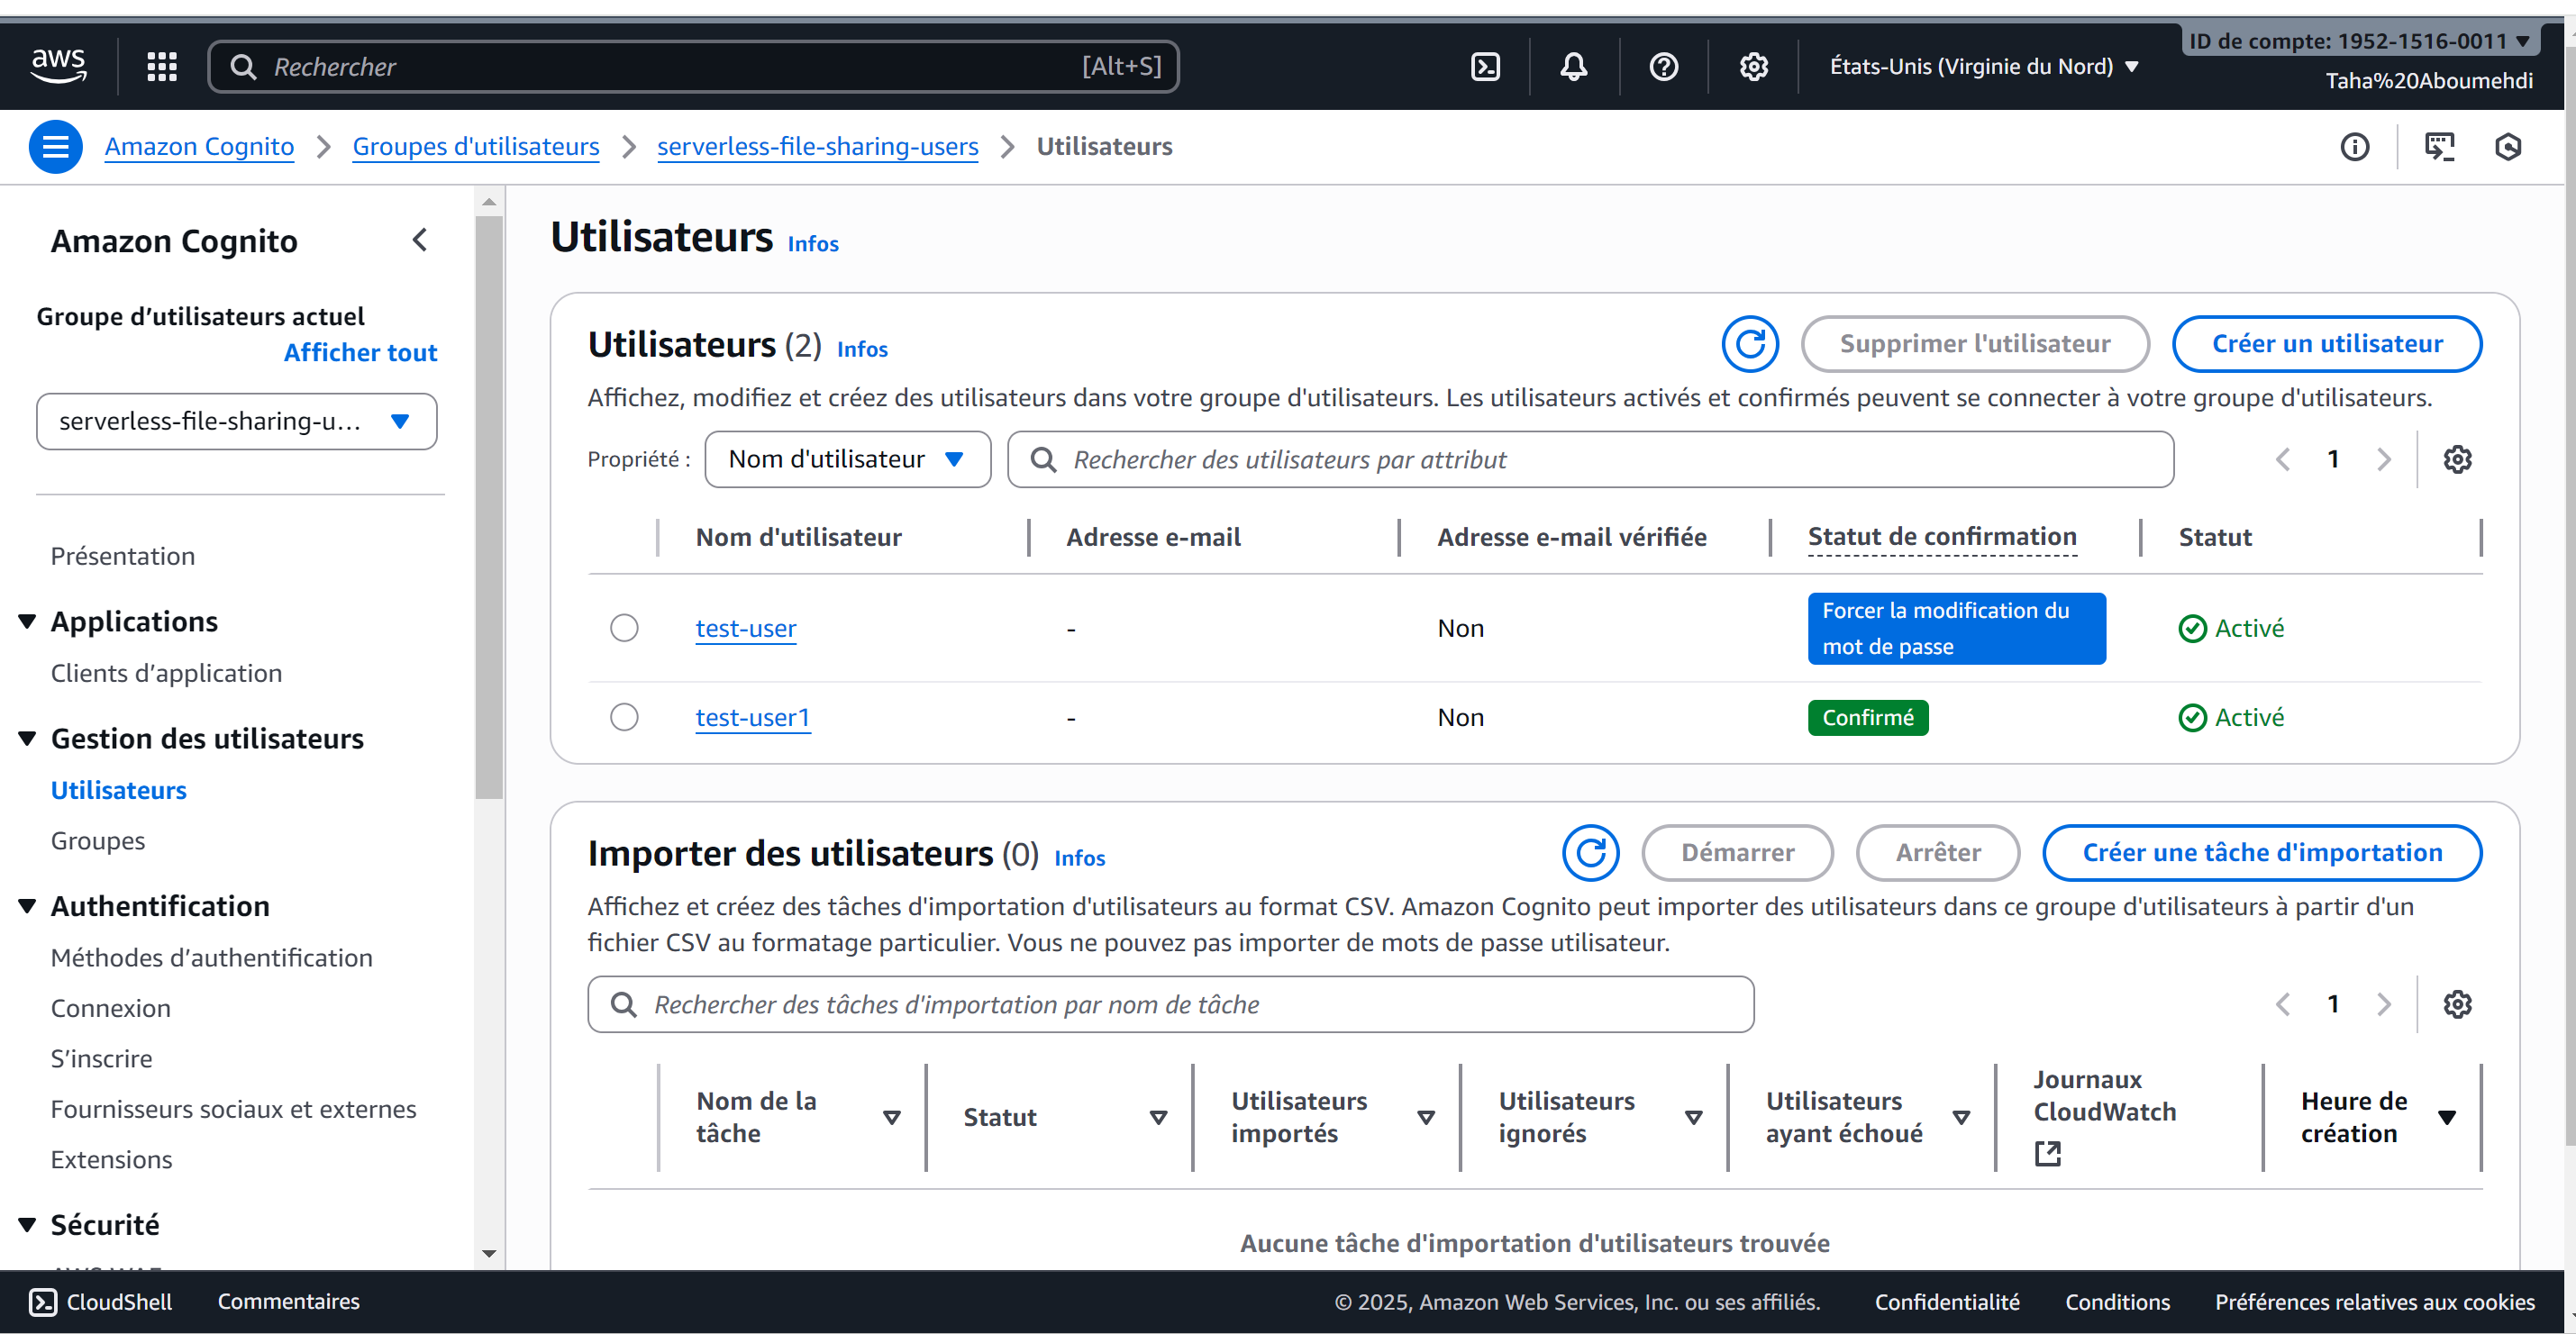 aws
Rechercher
[Alt+S]
États-Unis (Virginie du Nord)
ID de compte: 1952-1516-0011
Taha%20Aboumehdi
Amazon Cognito
Groupes d'utilisateurs
serverless-file-sharing-users
Utilisateurs
Amazon Cognito
Groupe d’utilisateurs actuel
Afficher tout
serverless-file-sharing-u...
Présentation
Applications
Clients d’application
Gestion des utilisateurs
Utilisateurs
Groupes
Authentification
Méthodes d’authentification
Connexion
S’inscrire
Fournisseurs sociaux et externes
Extensions
Sécurité
Utilisateurs Infos
Utilisateurs (2) Infos
Supprimer l'utilisateur
Créer un utilisateur
Affichez, modifiez et créez des utilisateurs dans votre groupe d'utilisateurs. Les utilisateurs activés et confirmés peuvent se connecter à votre groupe d'utilisateurs.
Propriété :
Nom d'utilisateur
Rechercher des utilisateurs par attribut
1
Nom d'utilisateur
Adresse e-mail
Adresse e-mail vérifiée
Statut de confirmation
Statut
test-user
-
Non
Forcer la modification du
mot de passe
Activé
test-user1
-
Non
Confirmé
Activé
Importer des utilisateurs (0) Infos
Démarrer
Arrêter
Créer une tâche d'importation
Affichez et créez des tâches d'importation d'utilisateurs au format CSV. Amazon Cognito peut importer des utilisateurs dans ce groupe d'utilisateurs à partir d'un
fichier CSV au formatage particulier. Vous ne pouvez pas importer de mots de passe utilisateur.
Rechercher des tâches d'importation par nom de tâche
1
Nom de la
tâche
Statut
Utilisateurs
importés
Utilisateurs
ignorés
Utilisateurs
ayant échoué
Journaux
CloudWatch
Heure de
création
Aucune tâche d'importation d'utilisateurs trouvée
CloudShell
Commentaires
© 2025, Amazon Web Services, Inc. ou ses affiliés.
Confidentialité
Conditions
Préférences relatives aux cookies